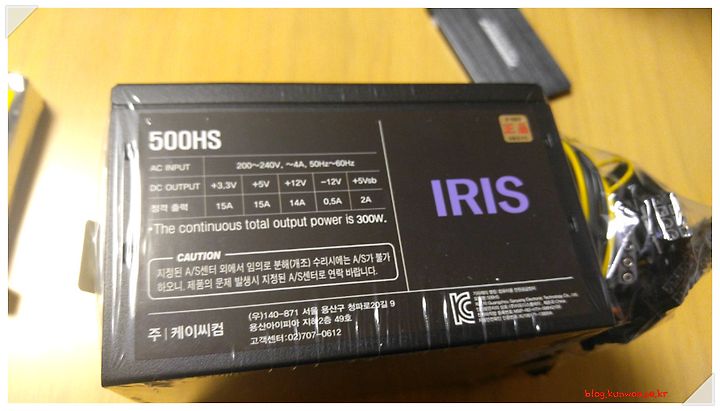 500HS
正品
AC INPUT 200~240V, ~4A, 50Hz~60Hz
DC OUTPUT +3.3V +5V +12V -12V +5Vsb
정격 출력 15A 15A 14A 0.5A 2A
•The continuous total output power is 300W.
IRIS
CAUTION
지정된 A/S센터 외에서 임의로 분해(개조) 수리시에는 A/S가 불가
하오니, 제품의 문제 발생시 지정된 A/S센터로 연락 바랍니다.
주 | 케이씨컴
(우)140-871 서울 용산구 청파로20길 9
용산아이피아 지하2층 49호
고객센터:02)707-0612
500HS